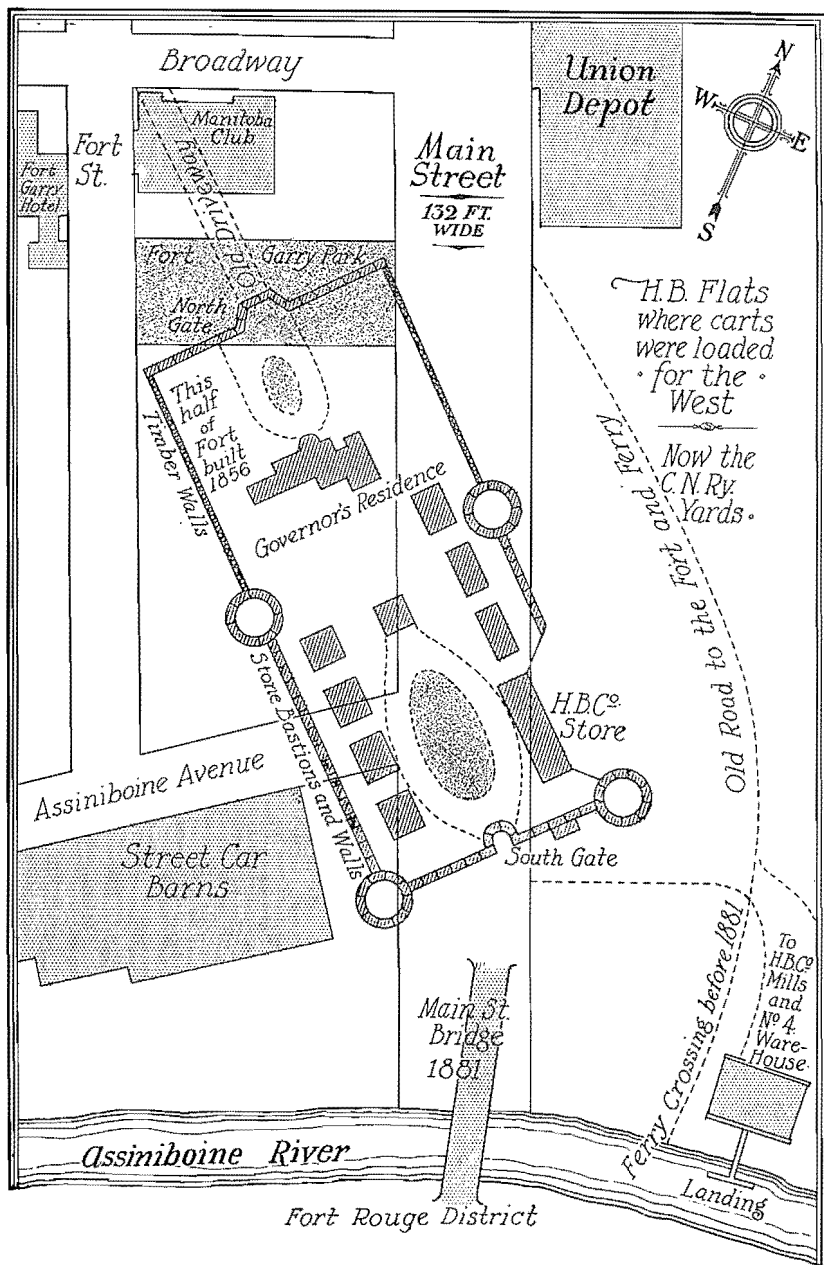 Broadway
Union
Depot
N
W
E
S
Fort
St.
Manitoba
Club
Fort
Garry
Hotel
Main
Street
132 FT.
WIDE
Old Driveway
Fort Garry Park
North
Gate
H.B. Flats
where carts
were loaded
for the
West
Now the
C.N.Ry.
Yards.
This
half
of
Fort
built
1856
Timber Walls
Governor's Residence
Old Road to the Fort and Ferry
Stone Bastions and Walls
H.B.Cº
Store
Assiniboine Avenue
Street Car
Barns
South Gate
Main St.
Bridge
1881
Ferry Crossing before 1881
To
H.B.Cº
Mills
and
Nº 4
Ware-
House.
Assiniboine River
Landing
Fort Rouge District